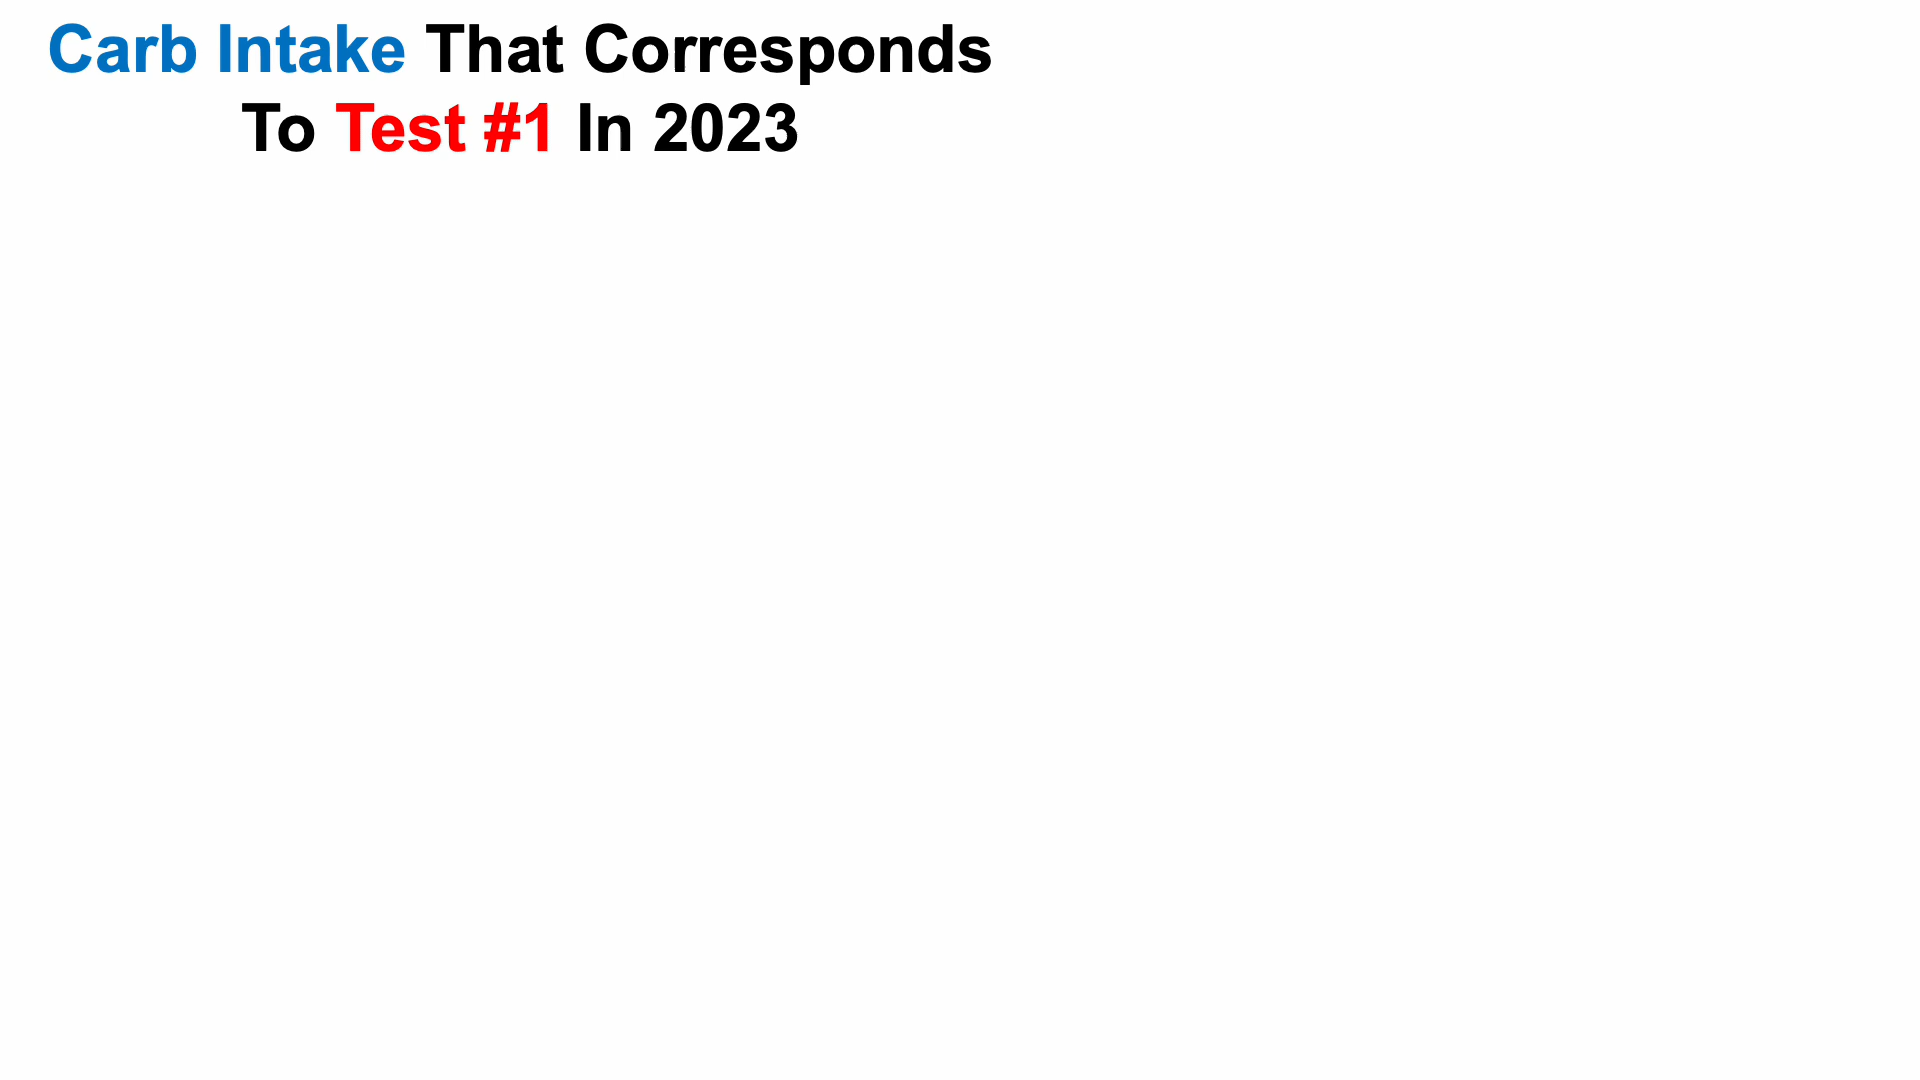 Carb Intake That Corresponds
To Test #1 In 2023